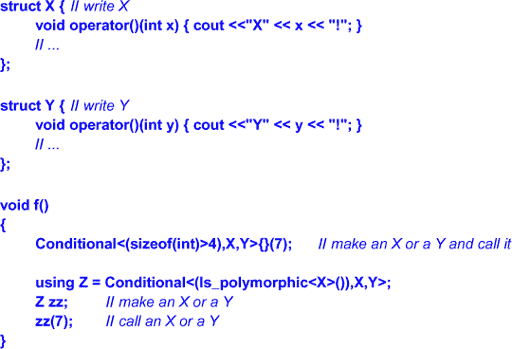 struct X { // write X
void operator()(int x) { cout <<"X" << x << "!"; }
// ...
};
struct Y { // write Y
void operator()(int y) { cout <<"Y" << y << "!"; }
// ...
};
void f()
{
Conditional<(sizeof(int)>4),X,Y>{}(7); // make an X or a Y and call it
using Z = Conditional<(Is_polymorphic<X>()),X,Y>;
Z zz; // make an X or a Y
zz(7); // call an X or a Y
}